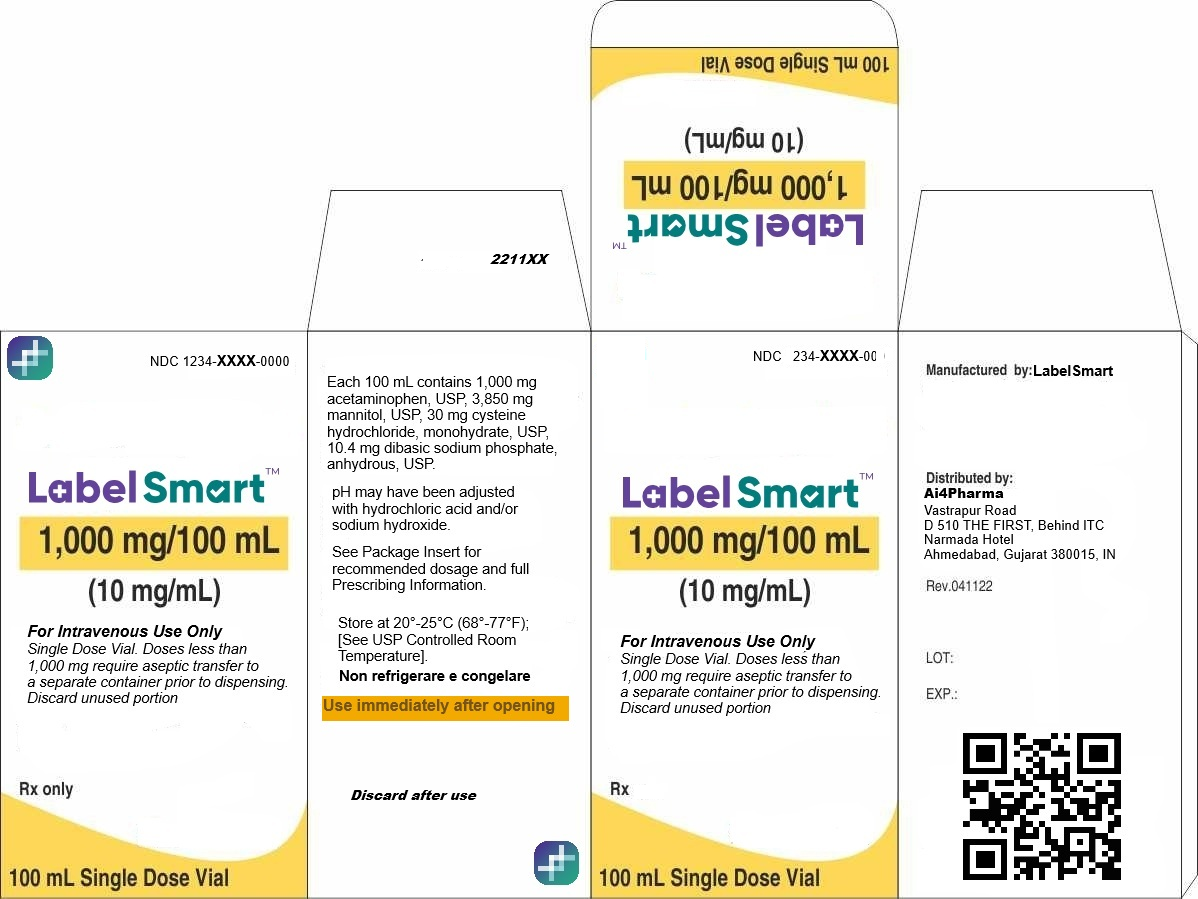 100 mL Single Dose Vial
(10 mg/mL)
1,000 mg/100 mL
LabelSmart™
2211XX
NDC 1234-XXXX-0000
LabelSmart™
1,000 mg/100 mL
(10 mg/mL)
For Intravenous Use Only
Single Dose Vial. Doses less than
1,000 mg require aseptic transfer to
a separate container prior to dispensing.
Discard unused portion
Rx only
100 mL Single Dose Vial
Each 100 mL contains 1,000 mg
acetaminophen, USP, 3,850 mg
mannitol, USP, 30 mg cysteine
hydrochloride, monohydrate, USP,
10.4 mg dibasic sodium phosphate,
anhydrous, USP.
pH may have been adjusted
with hydrochloric acid and/or
sodium hydroxide.
See Package Insert for
recommended dosage and full
Prescribing Information.
Store at 20°-25°C (68°-77°F);
[See USP Controlled Room
Temperature].
Non refrigerare e congelare
Use immediately after opening
Discard after use
NDC 234-XXXX-00
LabelSmart™
1,000 mg/100 mL
(10 mg/mL)
For Intravenous Use Only
Single Dose Vial. Doses less than
1,000 mg require aseptic transfer to
a separate container prior to dispensing.
Discard unused portion
Rx
100 mL Single Dose Vial
Manufactured by:LabelSmart
Distributed by:
Ai4Pharma
Vastrapur Road
D 510 THE FIRST, Behind ITC
Narmada Hotel
Ahmedabad, Gujarat 380015, IN
Rev.041122
LOT:
EXP.: